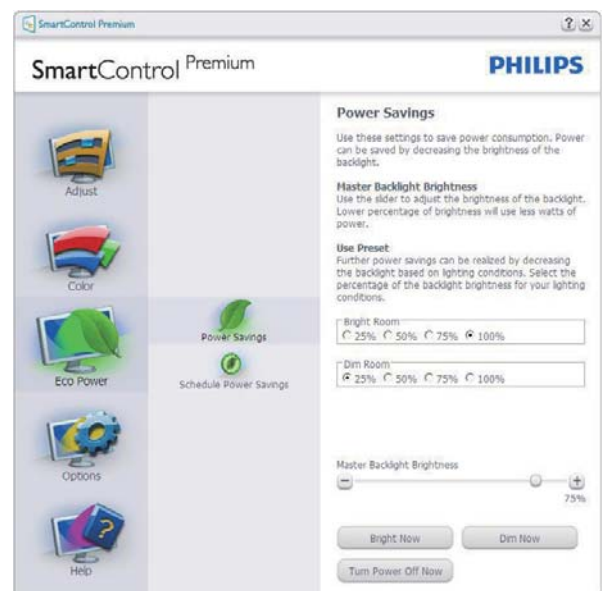 SmartControl Premium
SmartControl Premium
PHILIPS
Adjust
Color
Eco Power
Options
Help
Power Savings
Schedule Power Savings
Power Savings
Use these settings to save power consumption. Power
can be saved by decreasing the brightness of the
backlight.
Master Backlight Brightness
Use the slider to adjust the brightness of the backlight.
Lower percentage of brightness will use less watts of
power.
Use Preset
Further power savings can be realized by decreasing
the backlight based on lighting conditions. Select the
percentage of the backlight brightness for your lighting
conditions.
Bright Room
25% 50% 75% 100%
Dim Room
25% 50% 75% 100%
Master Backlight Brightness
75%
Bright Now Dim Now
Turn Power Off Now